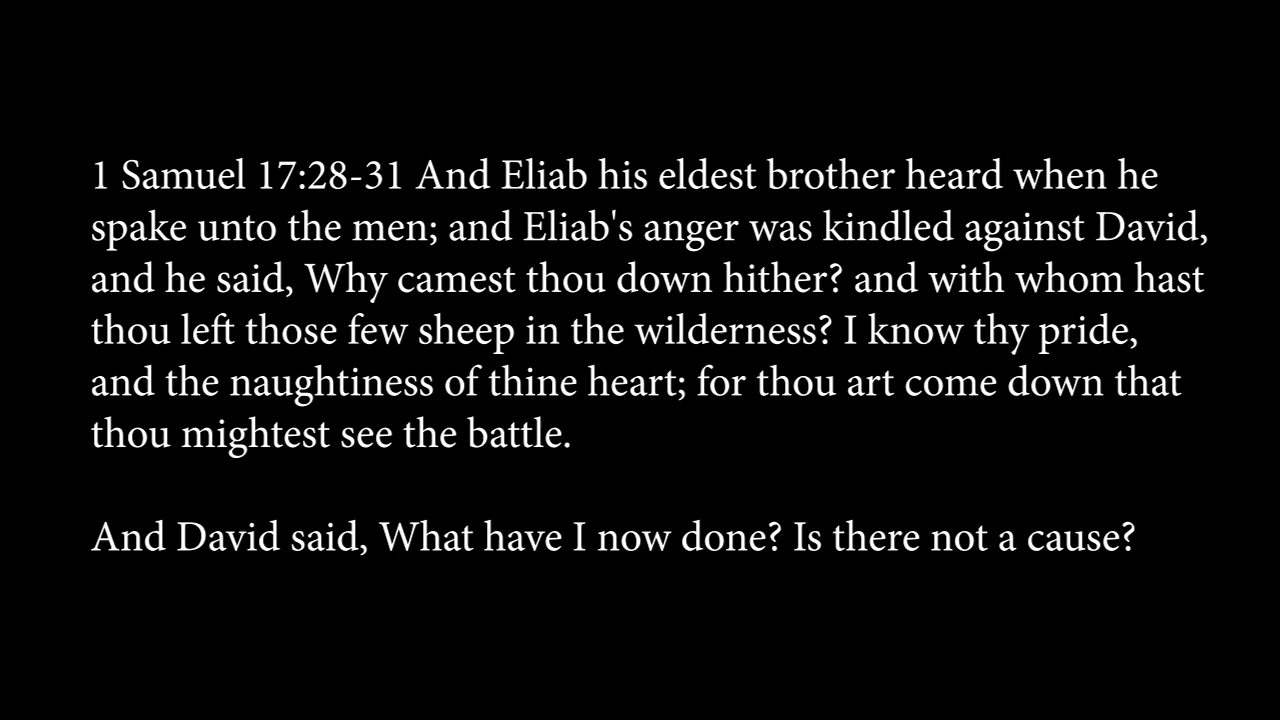 1 Samuel 17:28-31 And Eliab his eldest brother heard when he
spake unto the men; and Eliab's anger was kindled against David,
and he said, Why camest thou down hither? and with whom hast
thou left those few sheep in the wilderness? I know thy pride,
and the naughtiness of thine heart; for thou art come down that
thou mightest see the battle.
And David said, What have I now done? Is there not a cause?